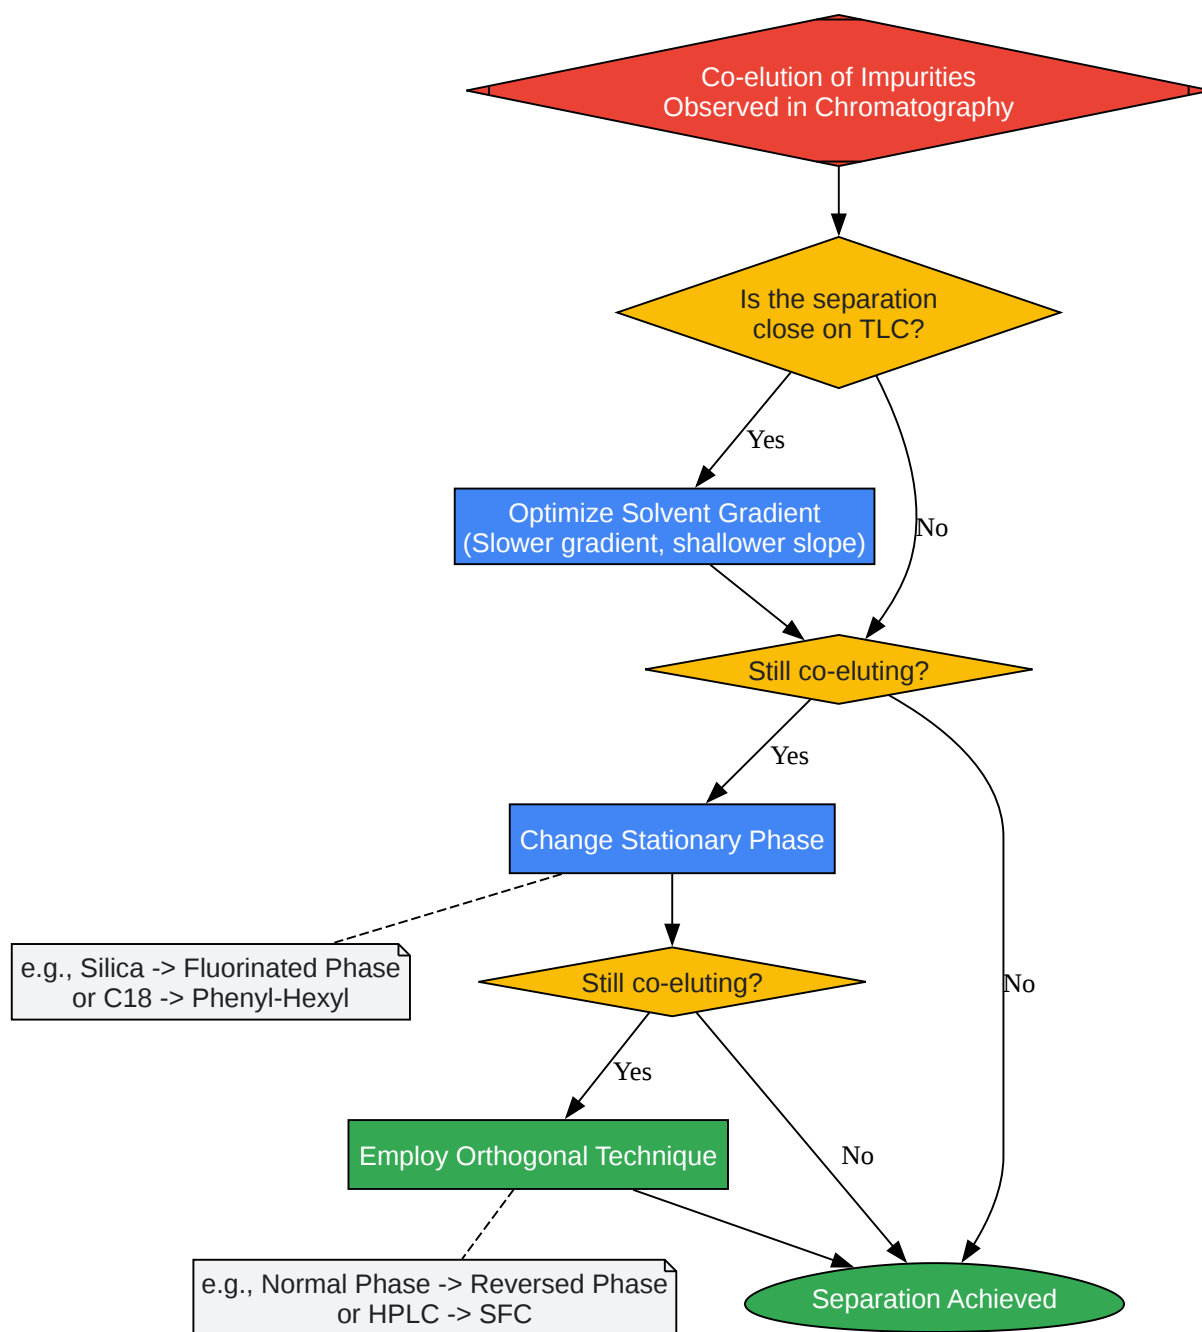 Co-elution of Impurities
Observed in Chromatography
Is the separation
close on TLC?
Yes
Optimize Solvent Gradient
(Slower gradient, shallower slope)
No
Still co-eluting?
Yes
Change Stationary Phase
e.g., Silica -> Fluorinated Phase
or C18 -> Phenyl-Hexyl
Still co-eluting?
No
Yes
Employ Orthogonal Technique
No
e.g., Normal Phase -> Reversed Phase
or HPLC -> SFC
Separation Achieved